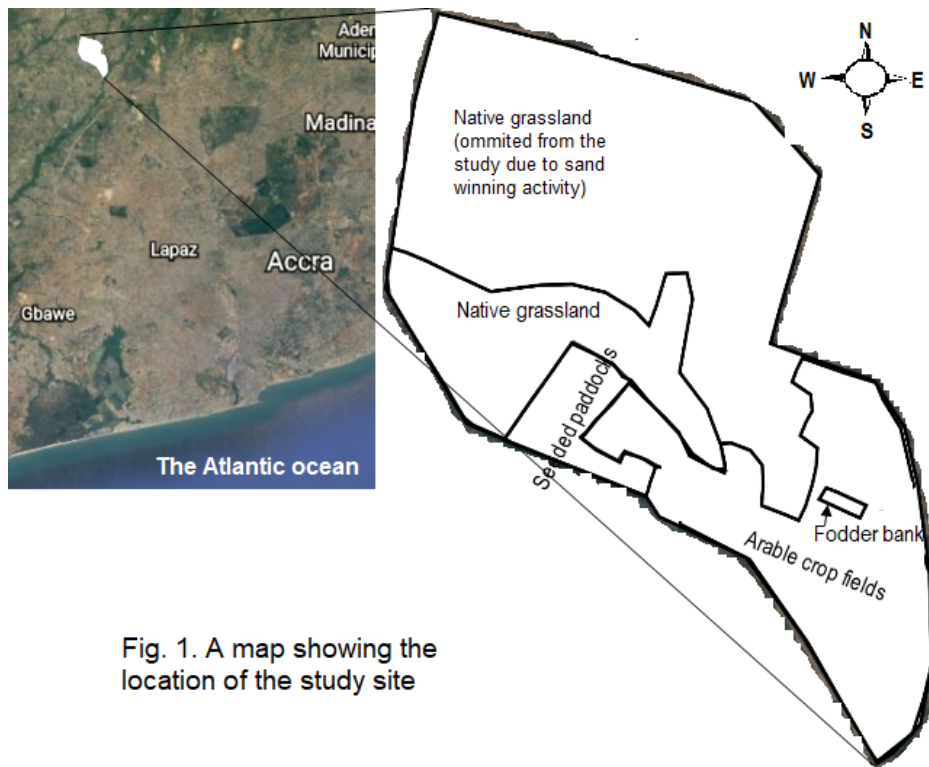 Aden
Municip
Madina
Lapaz
Accra
Gbawe
The Atlantic ocean
N
W
E
S
Native grassland
(ommited from the
study due to sand
winning activity)
Native grassland
Seeded paddocks
Fodder bank
Arable crop fields
Fig. 1. A map showing the
location of the study site